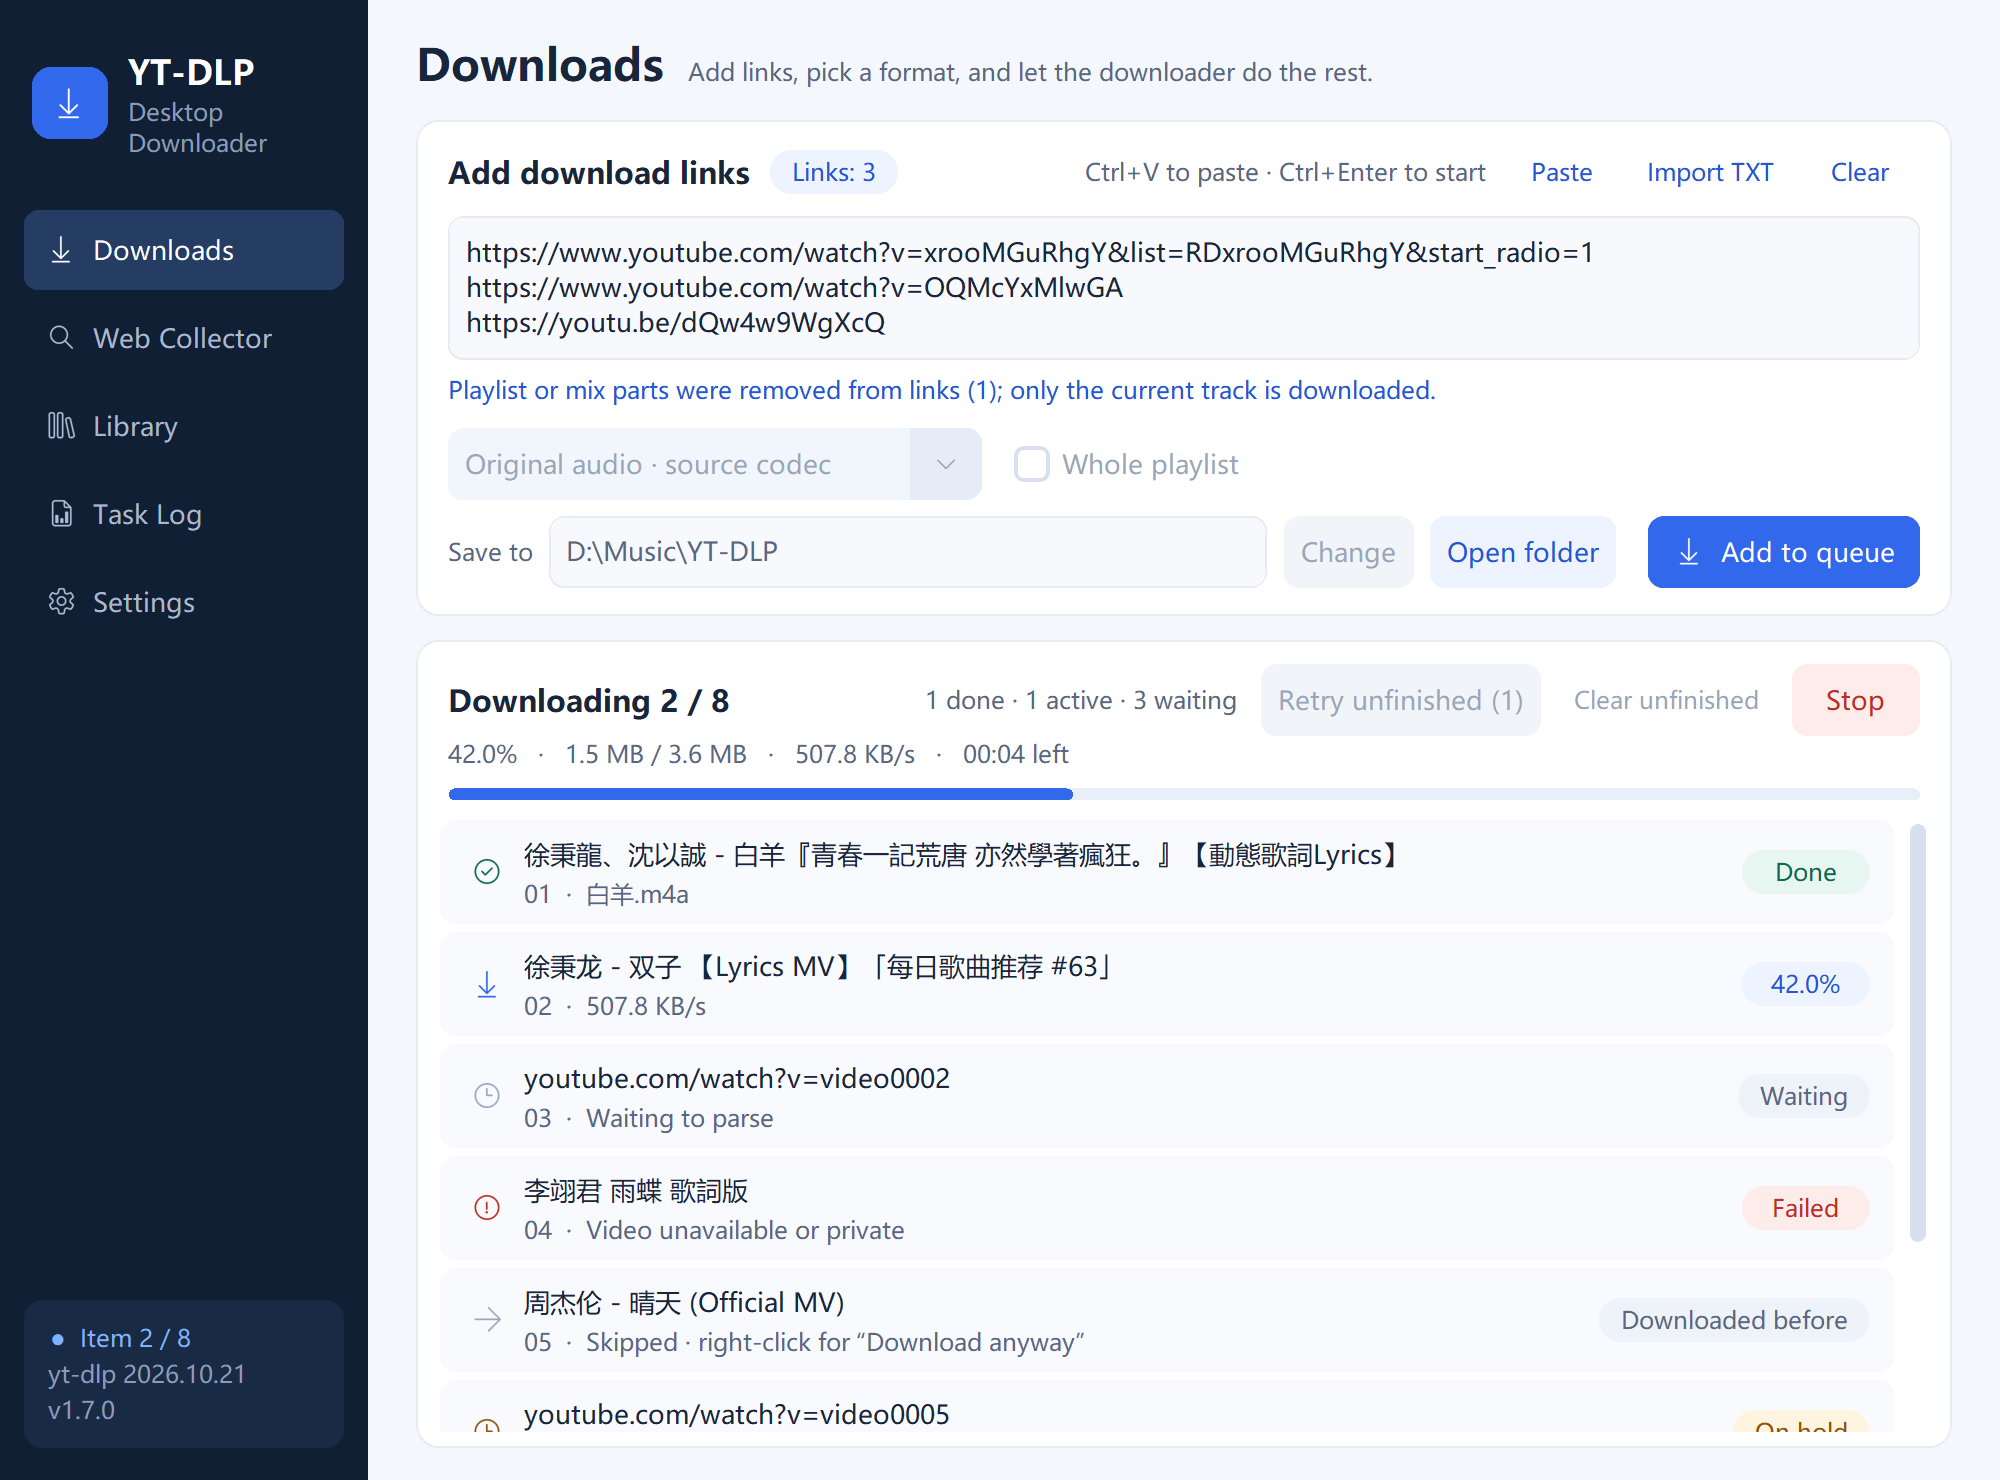 YT-DLP
Desktop
Downloader
Downloads
Web Collector
Library
Task Log
Settings
Item 2 / 8
yt-dlp 2026.10.21
v1.7.0
Downloads Add links, pick a format, and let the downloader do the rest.
Add download links Links: 3 Ctrl+V to paste · Ctrl+Enter to start Paste Import TXT Clear
https://www.youtube.com/watch?v=xrooMGuRhgY&list=RDxrooMGuRhgY&start_radio=1
https://www.youtube.com/watch?v=OQMcYxMlwGA
https://youtu.be/dQw4w9WgXcQ
Playlist or mix parts were removed from links (1); only the current track is downloaded.
Original audio · source codec Whole playlist
Save to D:\Music\YT-DLP Change Open folder Add to queue
Downloading 2 / 8 1 done · 1 active · 3 waiting Retry unfinished (1) Clear unfinished Stop
42.0% · 1.5 MB / 3.6 MB · 507.8 KB/s · 00:04 left
徐秉龍、沈以誠 - 白羊『青春一記荒唐 亦然學著瘋狂。』【動態歌詞Lyrics】
01 · 白羊.m4a
Done
徐秉龙 - 双子 【Lyrics MV】「每日歌曲推荐 #63」
02 · 507.8 KB/s
42.0%
youtube.com/watch?v=video0002
03 · Waiting to parse
Waiting
李翊君 雨蝶 歌詞版
04 · Video unavailable or private
Failed
周杰伦 - 晴天 (Official MV)
05 · Skipped · right-click for “Download anyway”
Downloaded before
youtube.com/watch?v=video0005
On hold